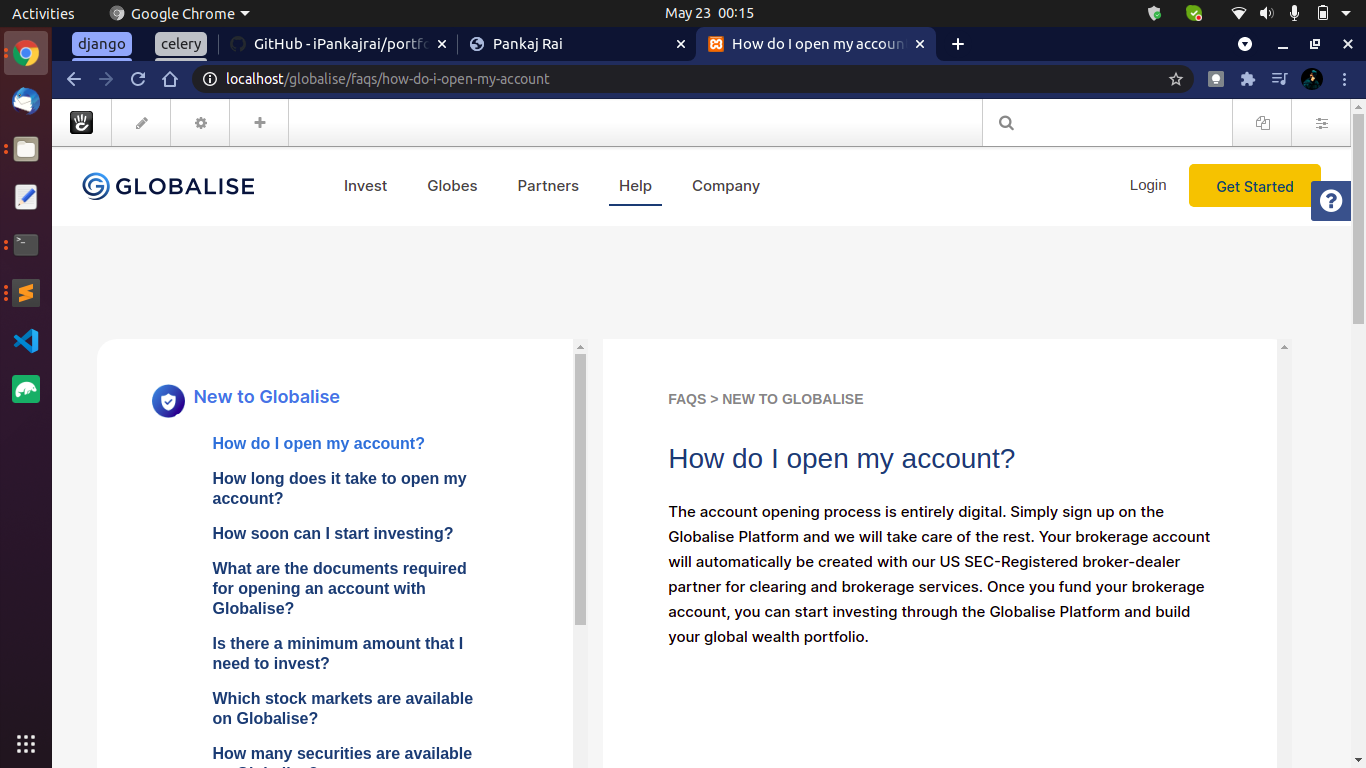 Activities
Google Chrome
May 23 00:15
django
celery
GitHub - iPankajrai/portfo
Pankaj Rai
How do I open my accoun
localhost/globalise/faqs/how-do-i-open-my-account
GLOBALISE
Invest
Globes
Partners
Help
Company
Login
Get Started
New to Globalise
How do I open my account?
How long does it take to open my
account?
How soon can I start investing?
What are the documents required
for opening an account with
Globalise?
Is there a minimum amount that I
need to invest?
Which stock markets are available
on Globalise?
How many securities are available
FAQS > NEW TO GLOBALISE
How do I open my account?
The account opening process is entirely digital. Simply sign up on the
Globalise Platform and we will take care of the rest. Your brokerage account
will automatically be created with our US SEC-Registered broker-dealer
partner for clearing and brokerage services. Once you fund your brokerage
account, you can start investing through the Globalise Platform and build
your global wealth portfolio.